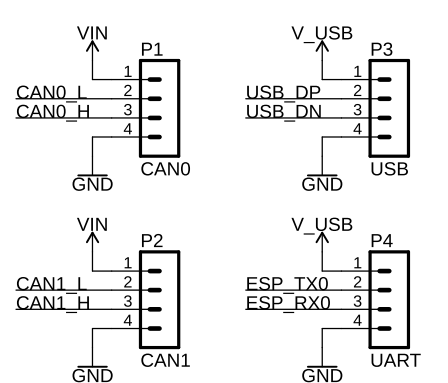 VIN
P1
1
CAN0_L 2
CAN0_H 3
4
GND
CAN0
V_USB
P3
1
USB_DP 2
USB_DN 3
4
GND
USB
VIN
P2
1
CAN1_L 2
CAN1_H 3
4
GND
CAN1
V_USB
P4
1
ESP_TX0 2
ESP_RX0 3
4
GND
UART